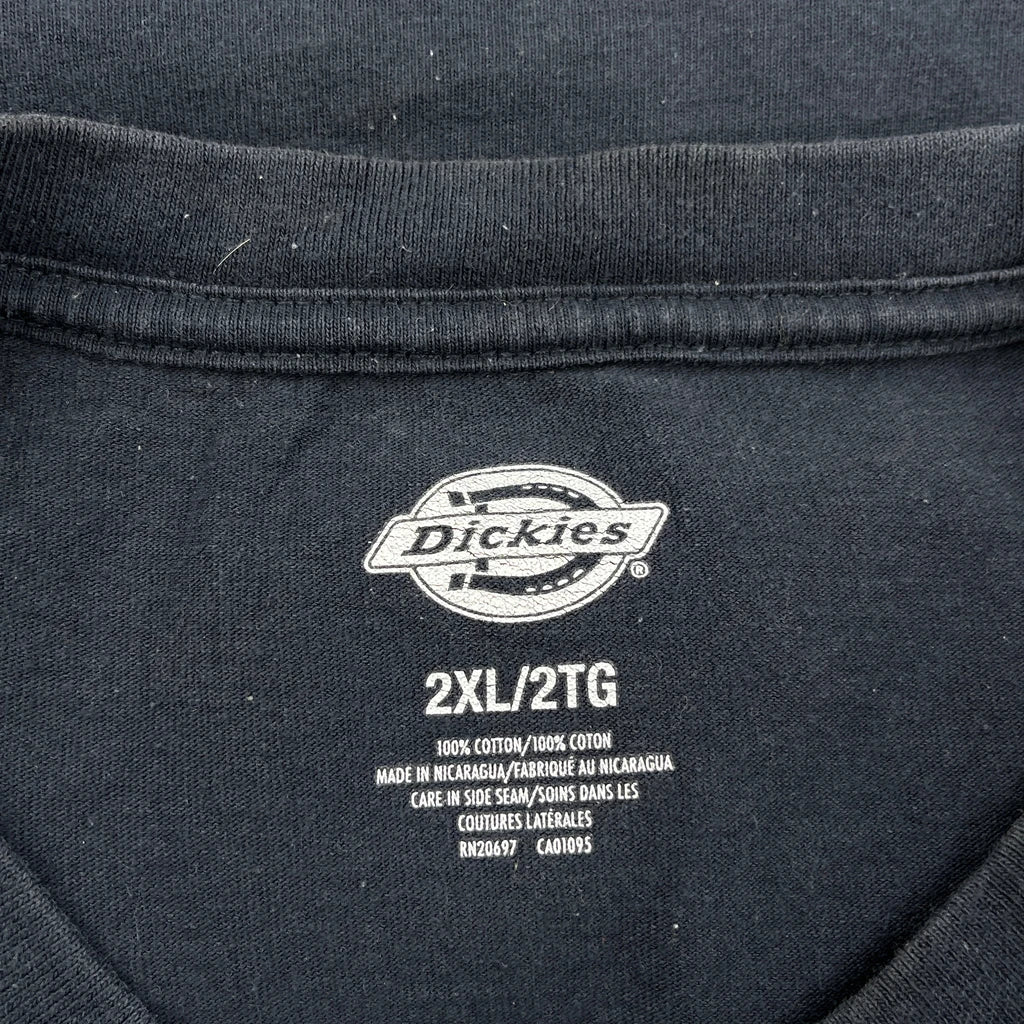 Dickies
®
2XL/2TG
100% COTTON/100% COTON
MADE IN NICARAGUA/FABRIQUÉ AU NICARAGUA
CARE IN SIDE SEAM/SOINS DANS LES
COUTURES LATÉRALES
RN20697 CA01095